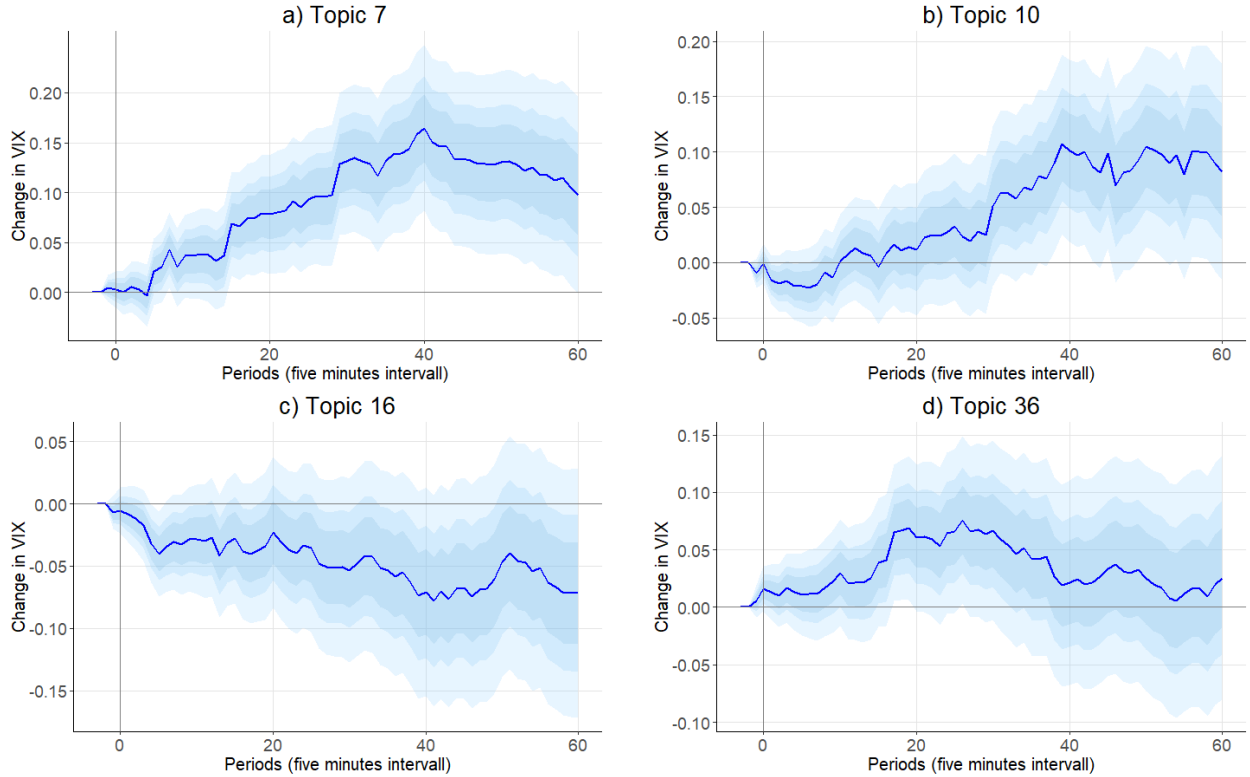 a) Topic 7
Change in VIX
0.20
0.15
0.10
0.05
0.00
0 20 40 60
Periods (five minutes intervall)
b) Topic 10
Change in VIX
0.20
0.15
0.10
0.05
0.00
-0.05
0 20 40 60
Periods (five minutes intervall)
c) Topic 16
Change in VIX
0.05
0.00
-0.05
-0.10
-0.15
0 20 40 60
Periods (five minutes intervall)
d) Topic 36
Change in VIX
0.15
0.10
0.05
0.00
-0.05
-0.10
0 20 40 60
Periods (five minutes intervall)